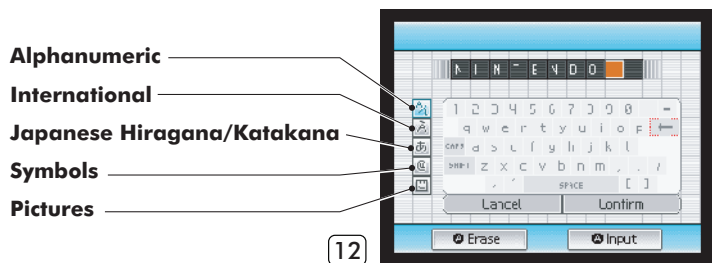 Alphanumeric
International
Japanese Hiragana/Katakana
Symbols
Pictures
12
NINTENDO
あ
1 2 3 4 5 6 7 8 9 0 -
q w e r t y u i o p
CAPS a s d f g h j k l
SHIFT z x c v b n m , . /
SPACE [ ]
Cancel Confirm
Erase Input